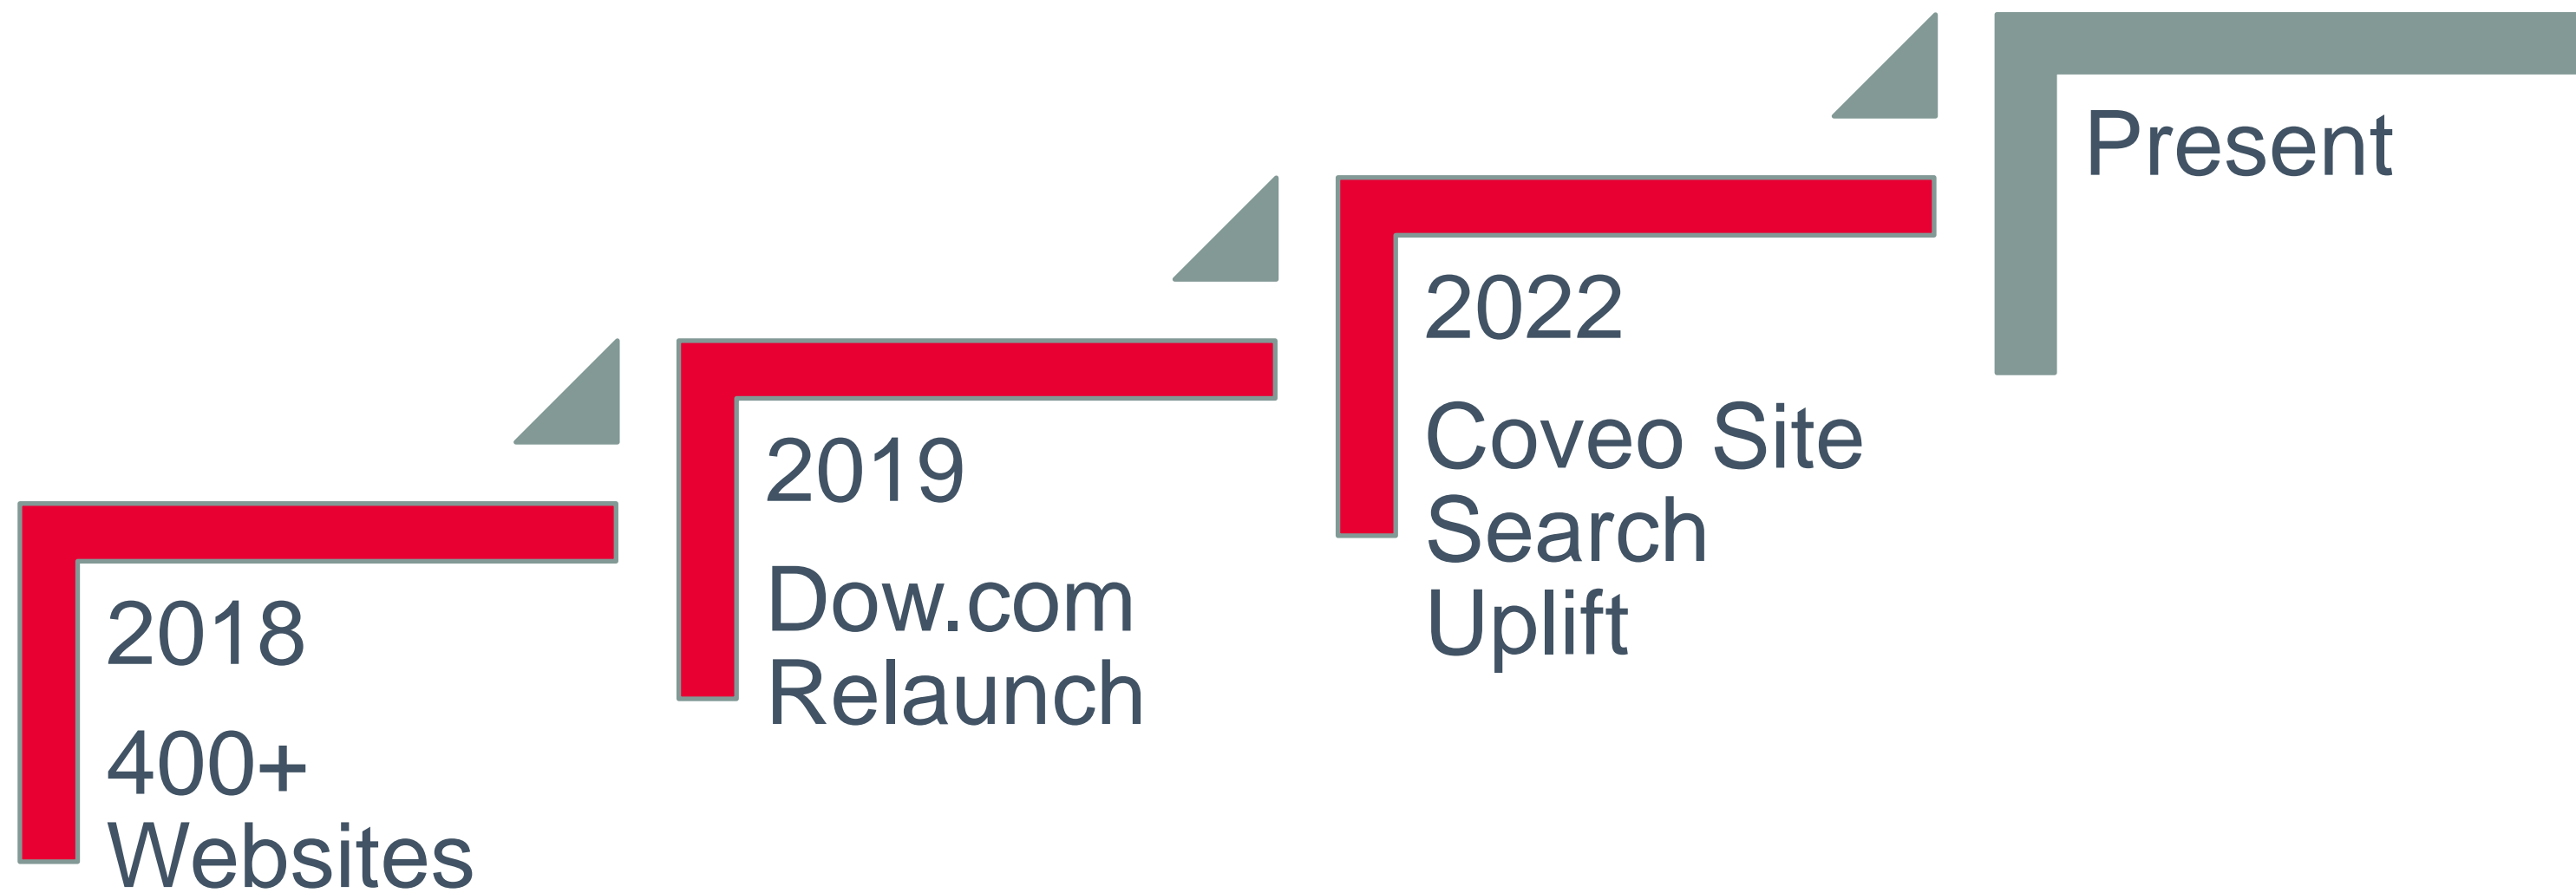 2018
400+
Websites
2019
Dow.com
Relaunch
2022
Coveo Site
Search
Uplift
Present